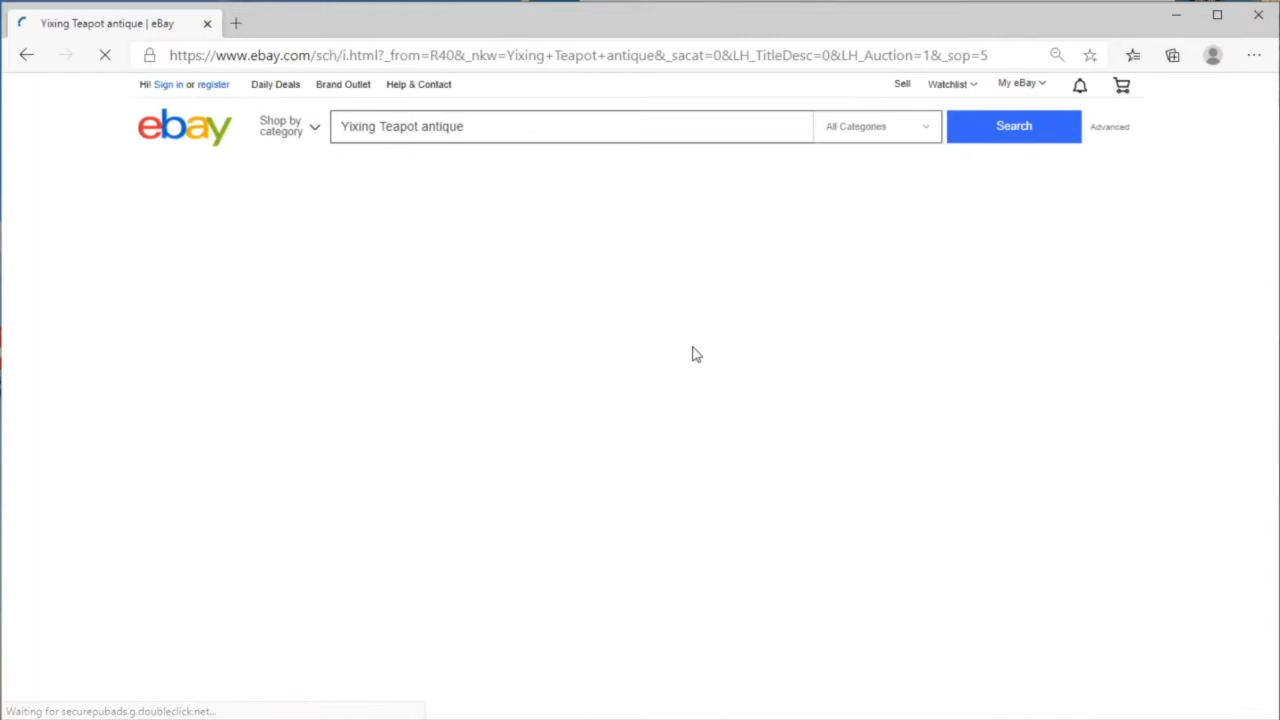 Yixing Teapot antique | eBay
https://www.ebay.com/sch/i.html?_from=R40&_nkw=Yixing+Teapot+antique&_sacat=0&LH_TitleDesc=0&LH_Auction=1&_sop=5
Hi! Sign in or register Daily Deals Brand Outlet Help & Contact Sell Watchlist My eBay
ebay Shop by category Yixing Teapot antique All Categories Search Advanced
Waiting for securepubads.g.doubleclick.net...